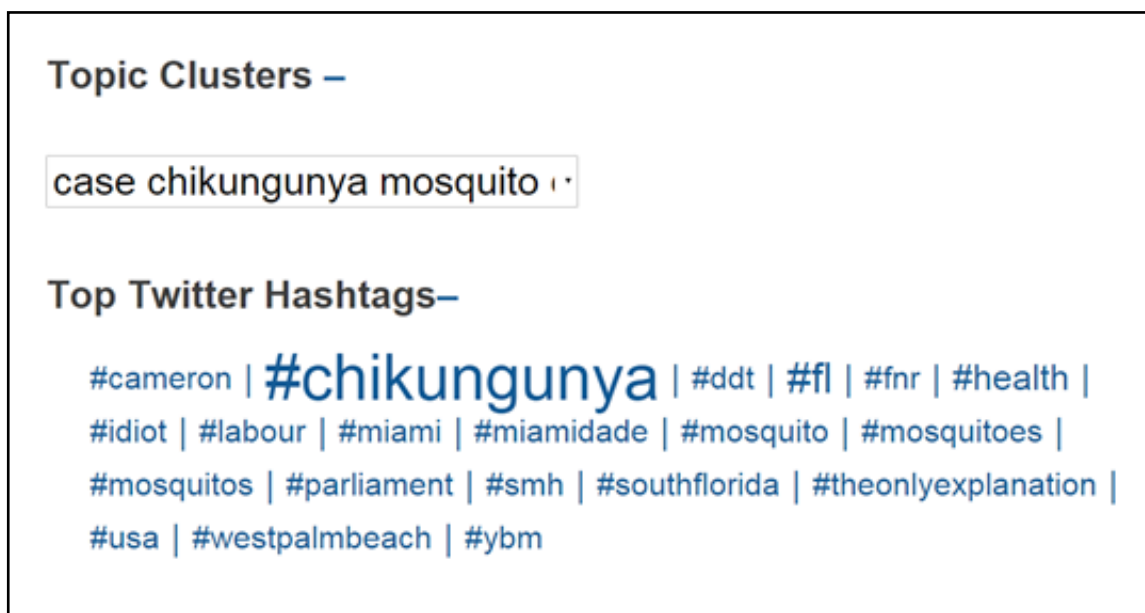 Topic Clusters –
case chikungunya mosquito
Top Twitter Hashtags–
#cameron | #chikungunya | #ddt | #fl | #fnr | #health |
#idiot | #labour | #miami | #miamidade | #mosquito | #mosquitoes |
#mosquitos | #parliament | #smh | #southflorida | #theonlyexplanation |
#usa | #westpalmbeach | #ybm